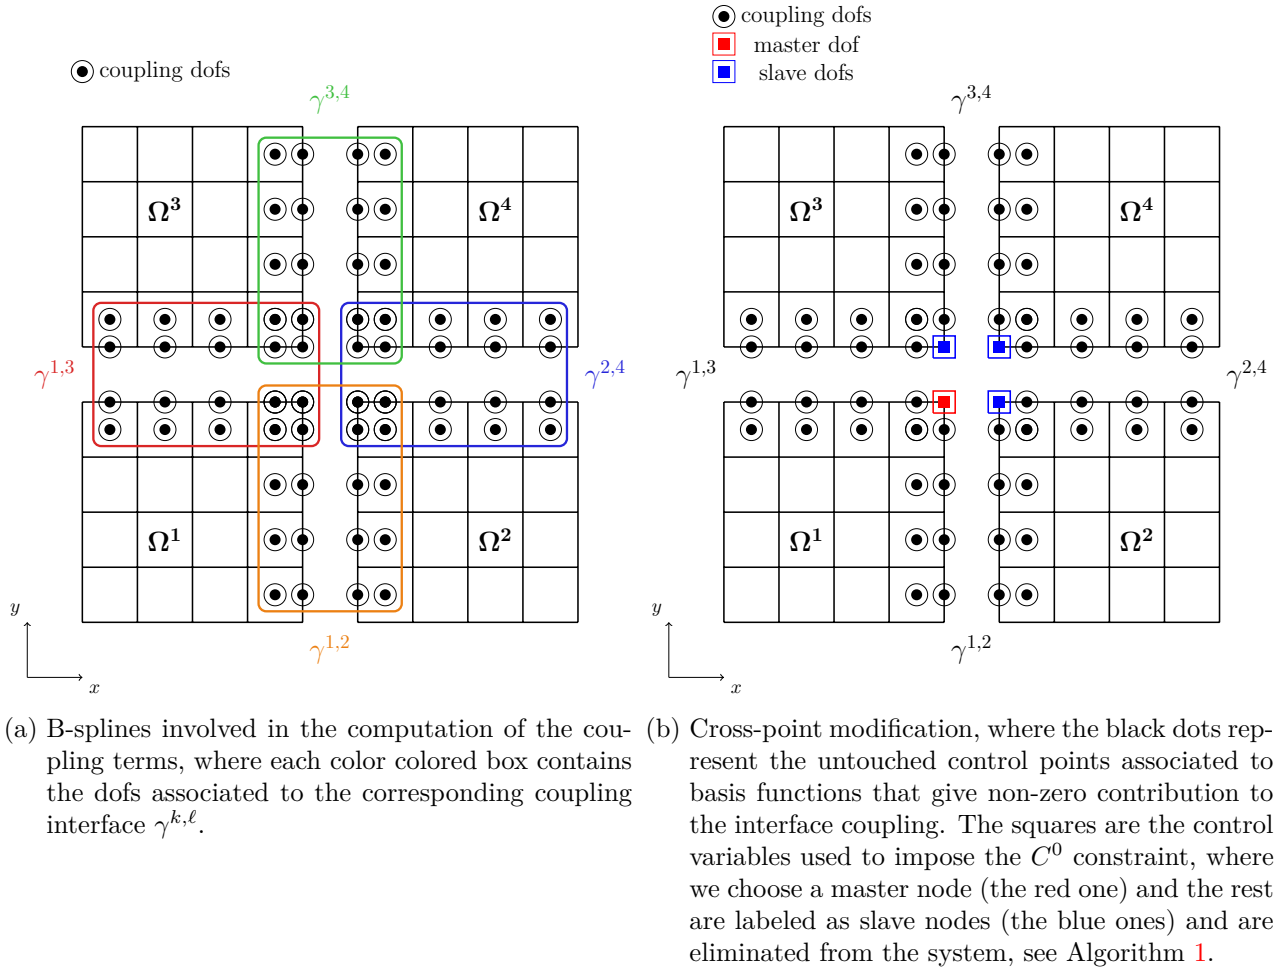 coupling dofs
γ^{3,4}
Ω³
Ω⁴
γ^{1,3}
γ^{2,4}
Ω¹
Ω²
y
x
γ^{1,2}
coupling dofs
master dof
slave dofs
γ^{3,4}
Ω³
Ω⁴
γ^{1,3}
γ^{2,4}
Ω¹
Ω²
y
x
γ^{1,2}
(a) B-splines involved in the computation of the cou-
pling terms, where each color colored box contains
the dofs associated to the corresponding coupling
interface γ^{k,ℓ}.
(b) Cross-point modification, where the black dots rep-
resent the untouched control points associated to
basis functions that give non-zero contribution to
the interface coupling. The squares are the control
variables used to impose the C⁰ constraint, where
we choose a master node (the red one) and the rest
are labeled as slave nodes (the blue ones) and are
eliminated from the system, see Algorithm 1.